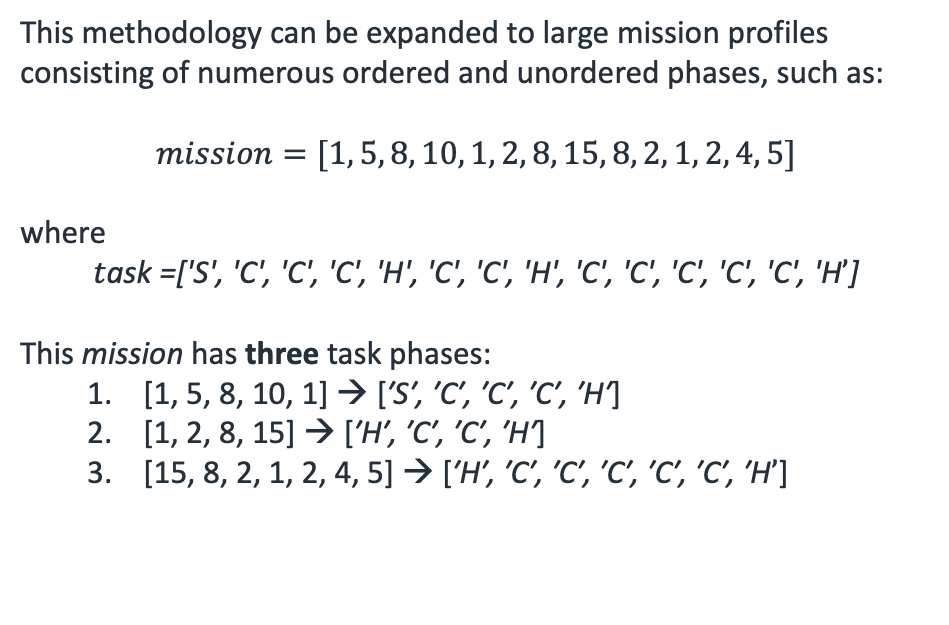 This methodology can be expanded to large mission profiles
consisting of numerous ordered and unordered phases, such as:
mission = [1, 5, 8, 10, 1, 2, 8, 15, 8, 2, 1, 2, 4, 5]
where
task =['S', 'C', 'C', 'C', 'H', 'C', 'C', 'H', 'C', 'C', 'C', 'C', 'C', 'H’]
This mission has three task phases:
1. [1, 5, 8, 10, 1] → [‘S’, ‘C’, ‘C’, ‘C’, ‘H’]
2. [1, 2, 8, 15] → [‘H’, ‘C’, ‘C’, ‘H’]
3. [15, 8, 2, 1, 2, 4, 5] → [‘H’, ‘C’, ‘C’, ‘C’, ‘C’, ‘C’, ‘H’]